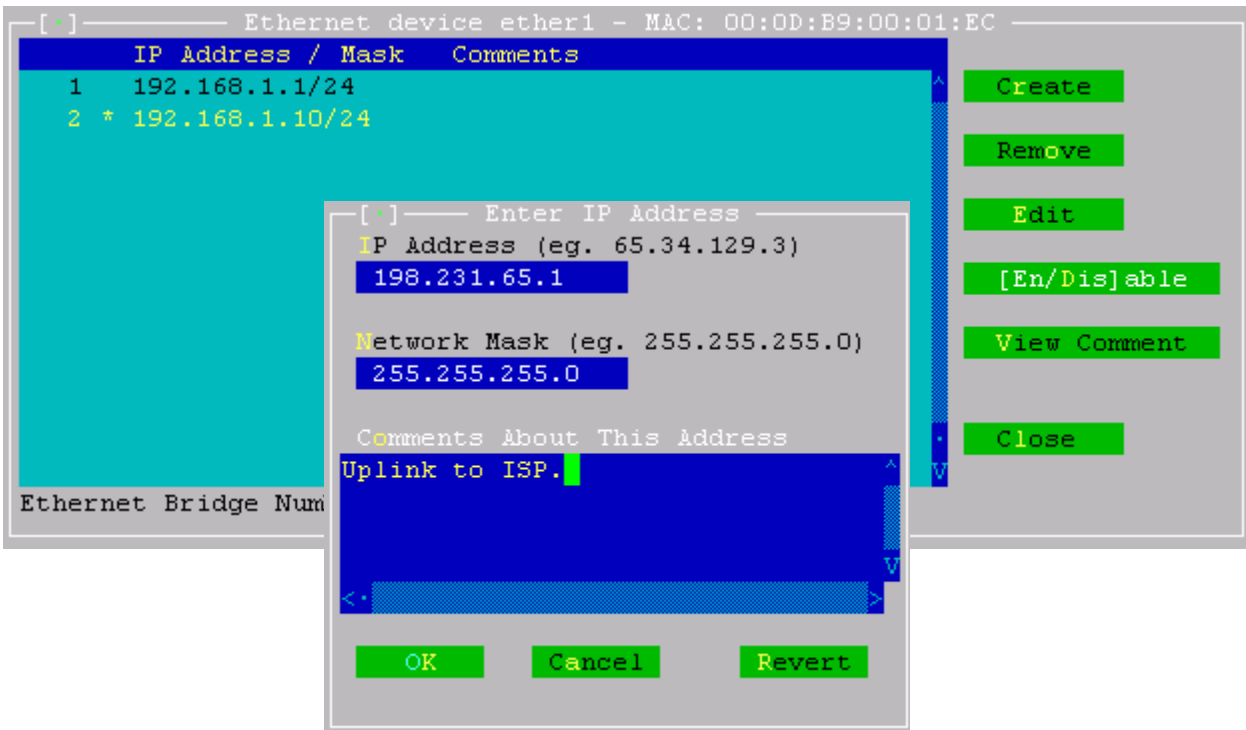 [·] Ethernet device ether1 – MAC: 00:0D:B9:00:01:EC
IP Address / Mask Comments
1 192.168.1.1/24
2 * 192.168.1.10/24
Create
Remove
Edit
[En/Dis]able
View Comment
Close
Ethernet Bridge Num
[·] Enter IP Address
IP Address (eg. 65.34.129.3)
198.231.65.1
Network Mask (eg. 255.255.255.0)
255.255.255.0
Comments About This Address
Uplink to ISP.
OK Cancel Revert